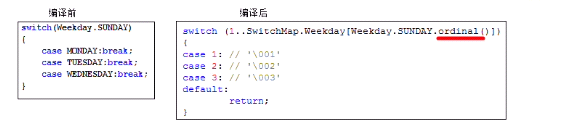 编译前
switch(Weekday.SUNDAY)
{
case MONDAY:break;
case TUESDAY:break;
case WEDNESDAY:break;
}
编译后
switch (1..SwitchMap.Weekday[Weekday.SUNDAY.ordinal()])
{
case 1: // '\001'
case 2: // '\002'
case 3: // '\003'
default:
return;
}